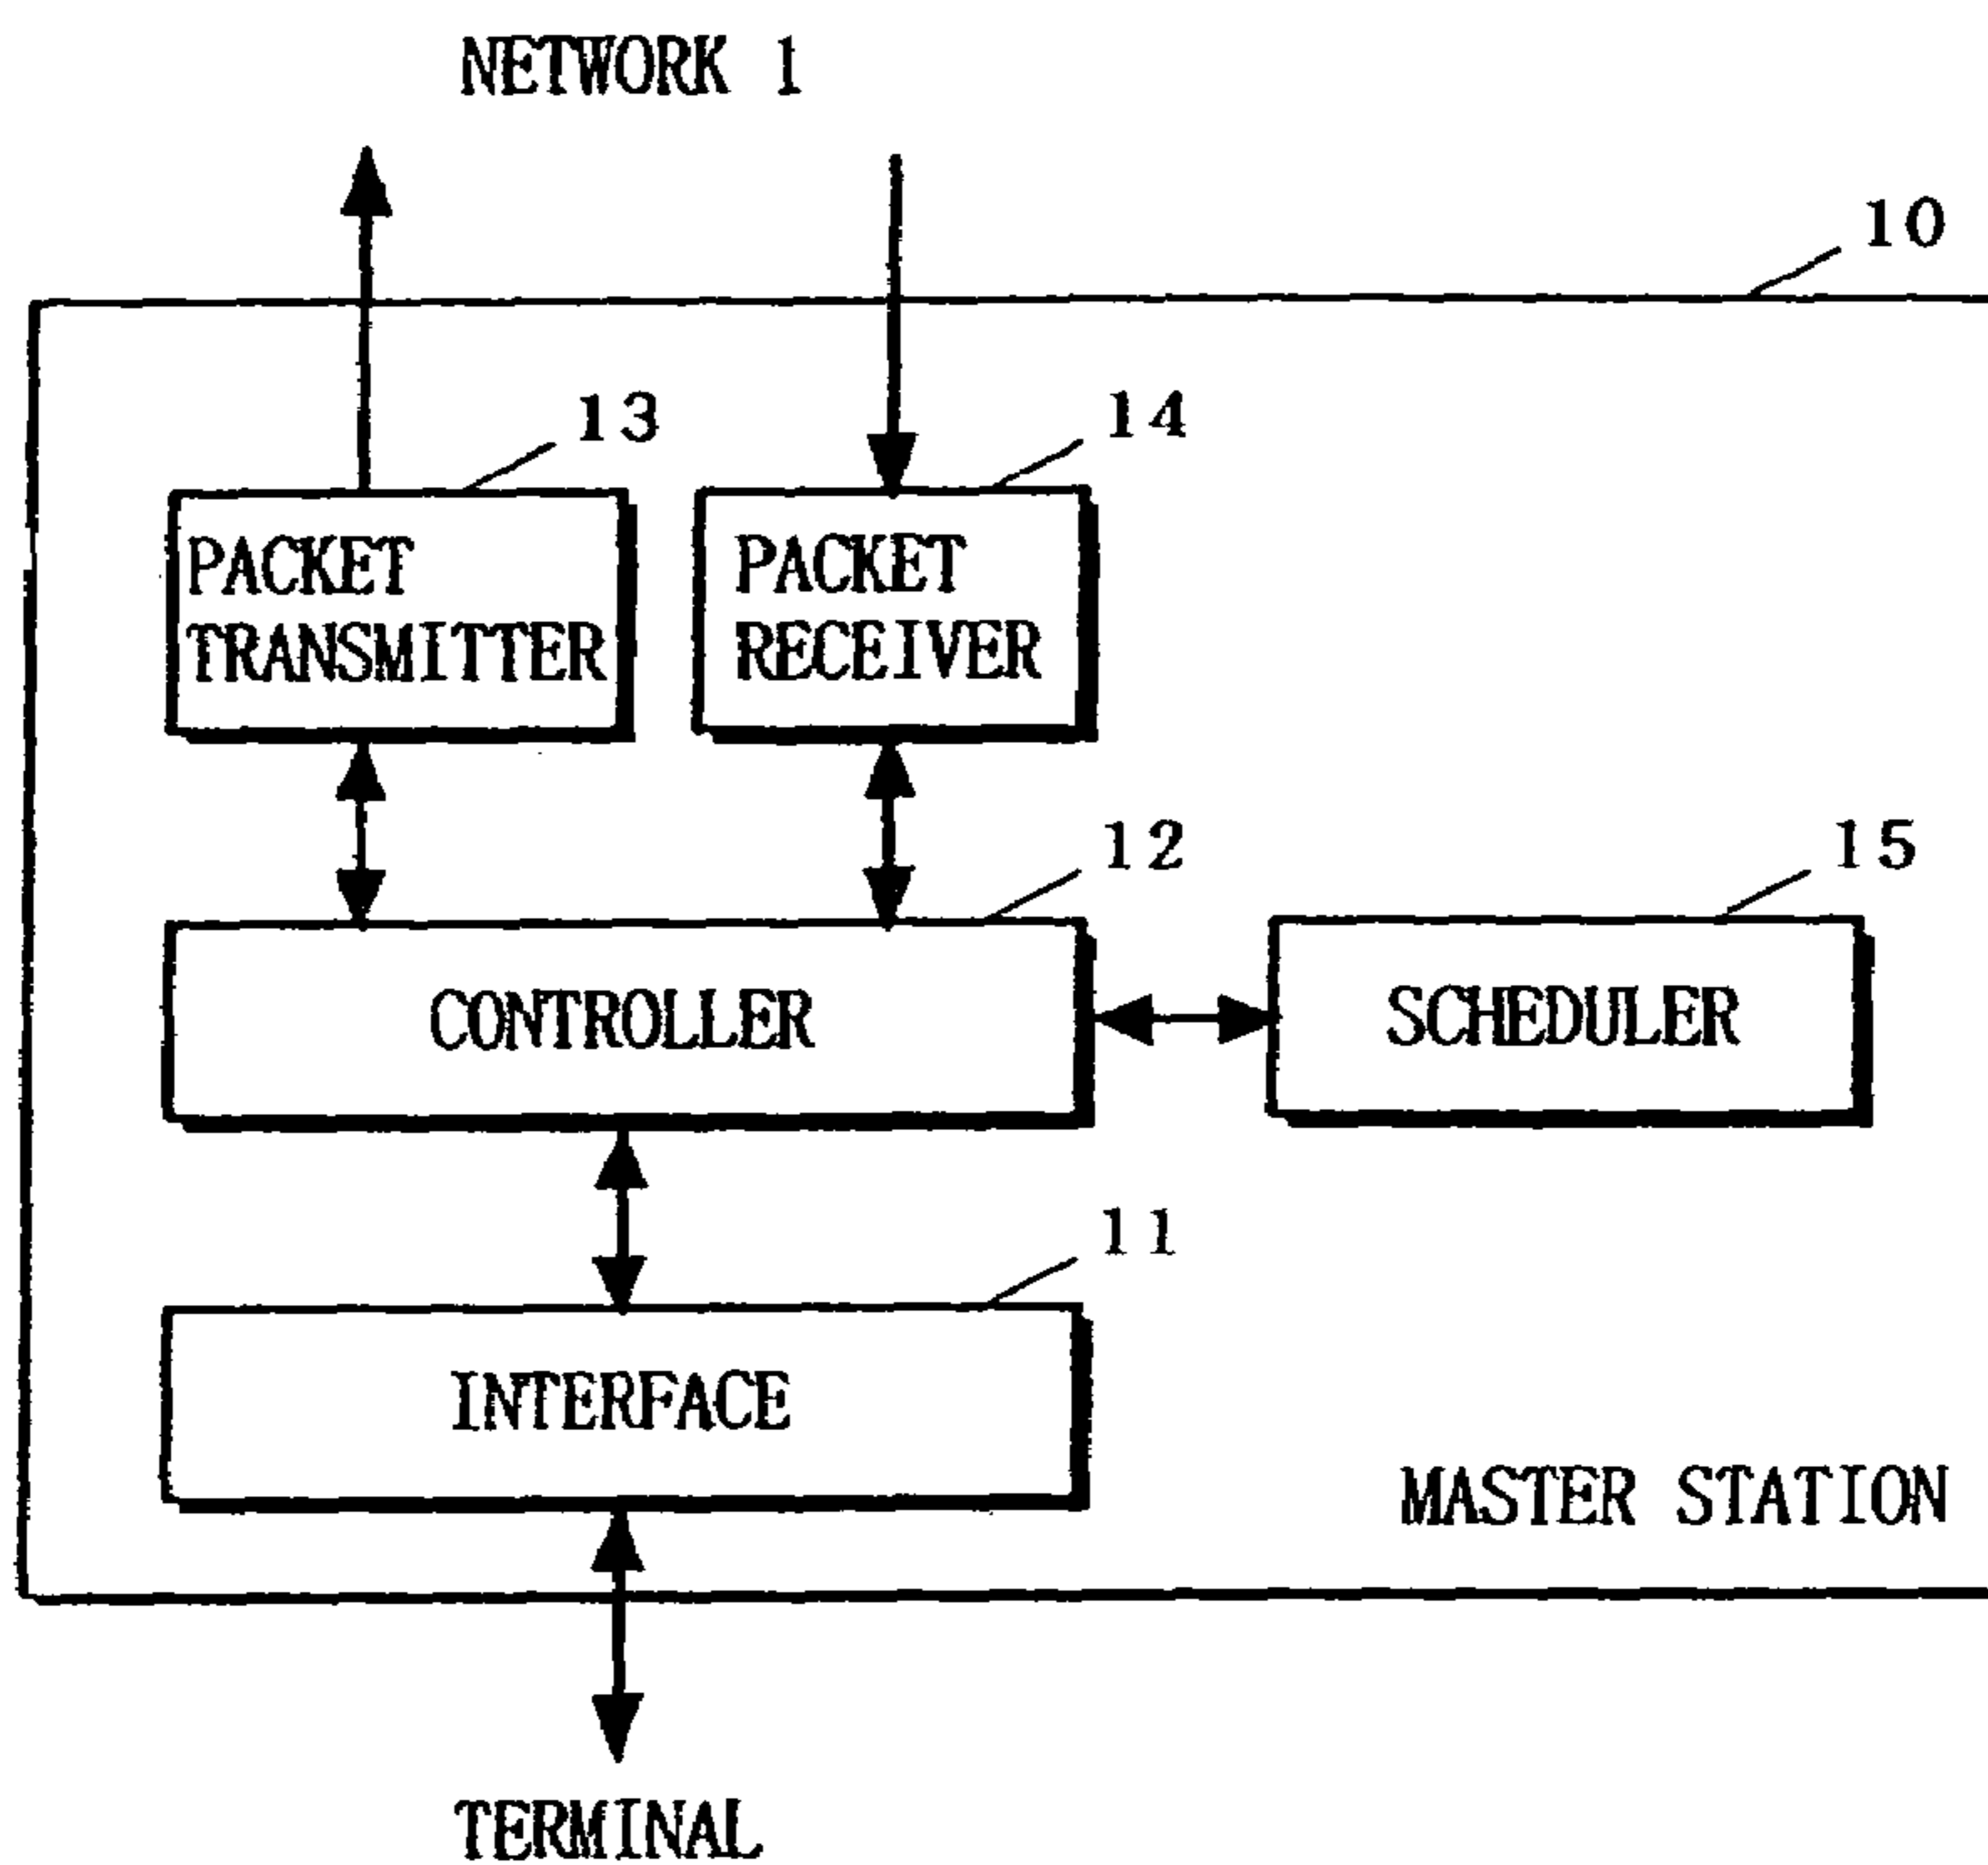 NETWORK 1
10
13
14
PACKET
TRANSMITTER
PACKET
RECEIVER
12
15
CONTROLLER
SCHEDULER
11
INTERFACE
MASTER STATION
TERMINAL